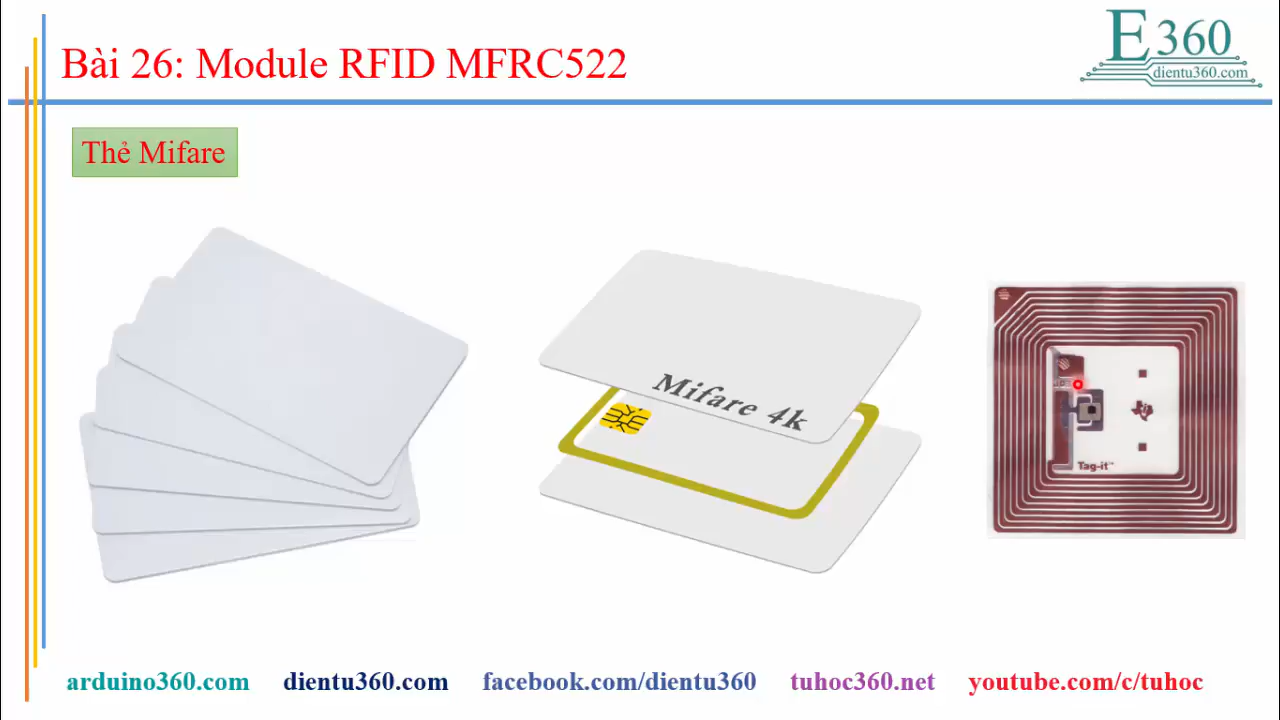 Bài 26: Module RFID MFRC522
E360
dientu360.com
Thẻ Mifare
Mifare 4k
Tag-it™
arduino360.com dientu360.com facebook.com/dientu360 tuhoc360.net youtube.com/c/tuhoc